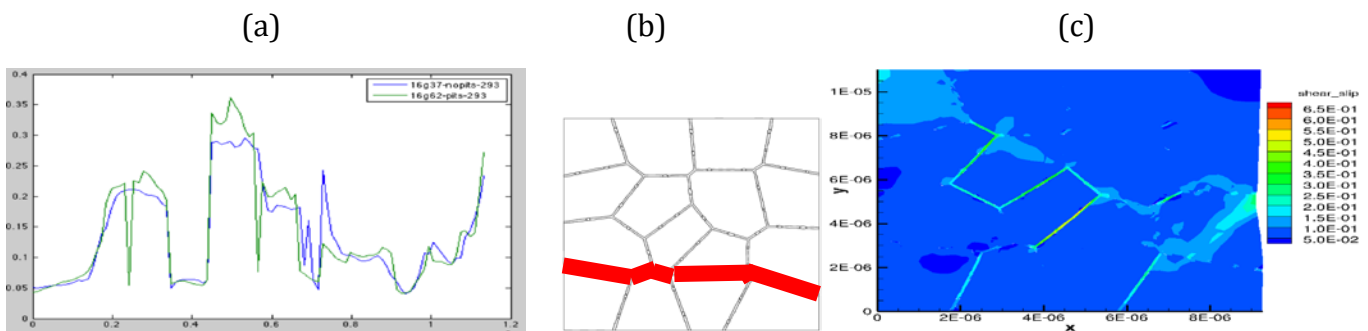 (a)
(b)
(c)
0.4
0.35
0.3
0.25
0.2
0.15
0.1
0.05
0
0
0.2
0.4
0.6
0.8
1
1.2
16g37-nopits-293
16g62-pits-293
1E-05
8E-06
6E-06
4E-06
2E-06
0
y
0
2E-06
4E-06
6E-06
8E-06
x
shear_slip
6.5E-01
6.0E-01
5.5E-01
5.0E-01
4.5E-01
4.0E-01
3.5E-01
3.0E-01
2.5E-01
2.0E-01
1.5E-01
1.0E-01
5.0E-02